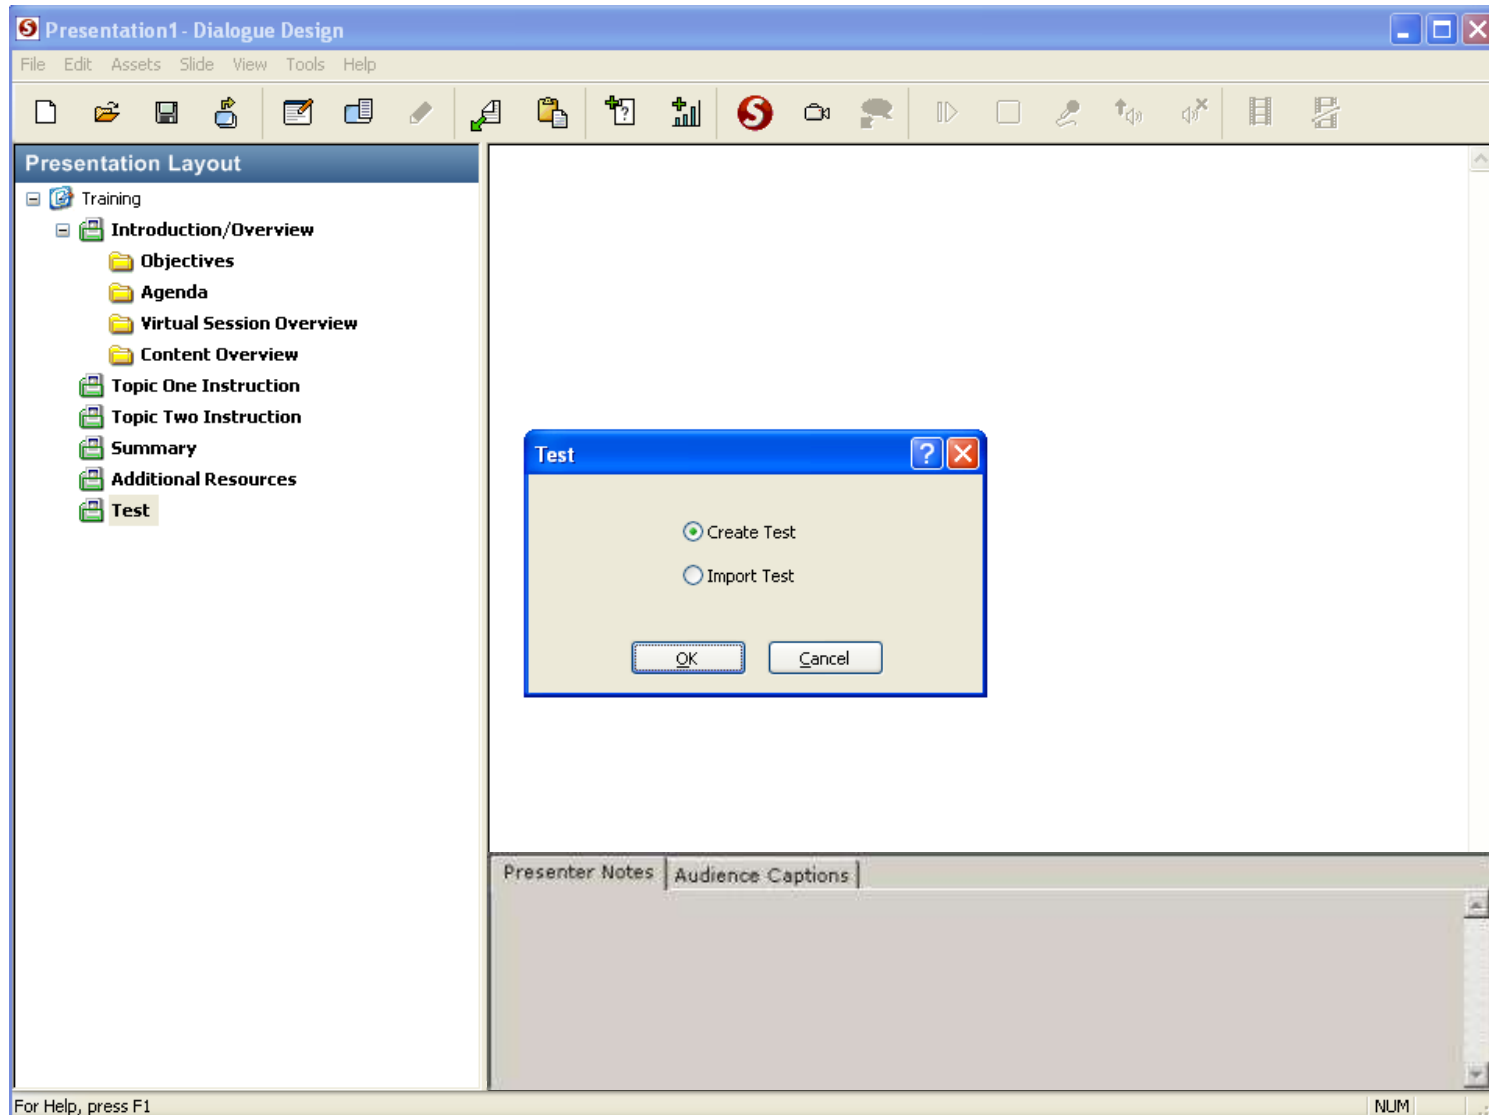 Presentation1 - Dialogue Design
File Edit Assets Slide View Tools Help
Presentation Layout
Training
Introduction/Overview
Objectives
Agenda
Virtual Session Overview
Content Overview
Topic One Instruction
Topic Two Instruction
Summary
Additional Resources
Test
Test
Create Test
Import Test
OK Cancel
Presenter Notes Audience Captions
For Help, press F1 NUM